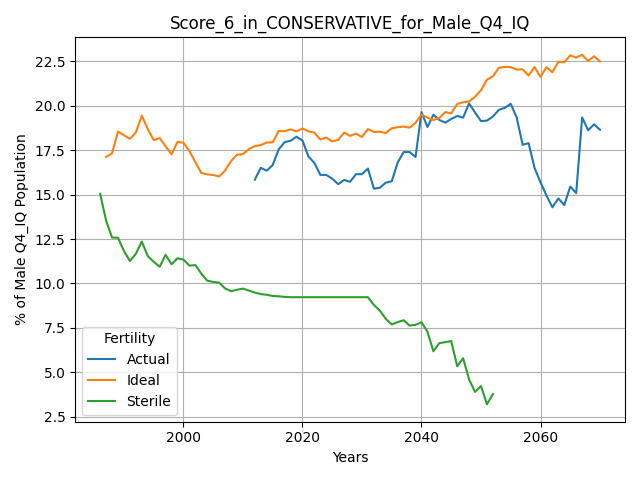 Score_6_in_CONSERVATIVE_for_Male_Q4_IQ
% of Male Q4_IQ Population
22.5
20.0
17.5
15.0
12.5
10.0
7.5
5.0
2.5
Fertility
Actual
Ideal
Sterile
2000 2020 2040 2060
Years